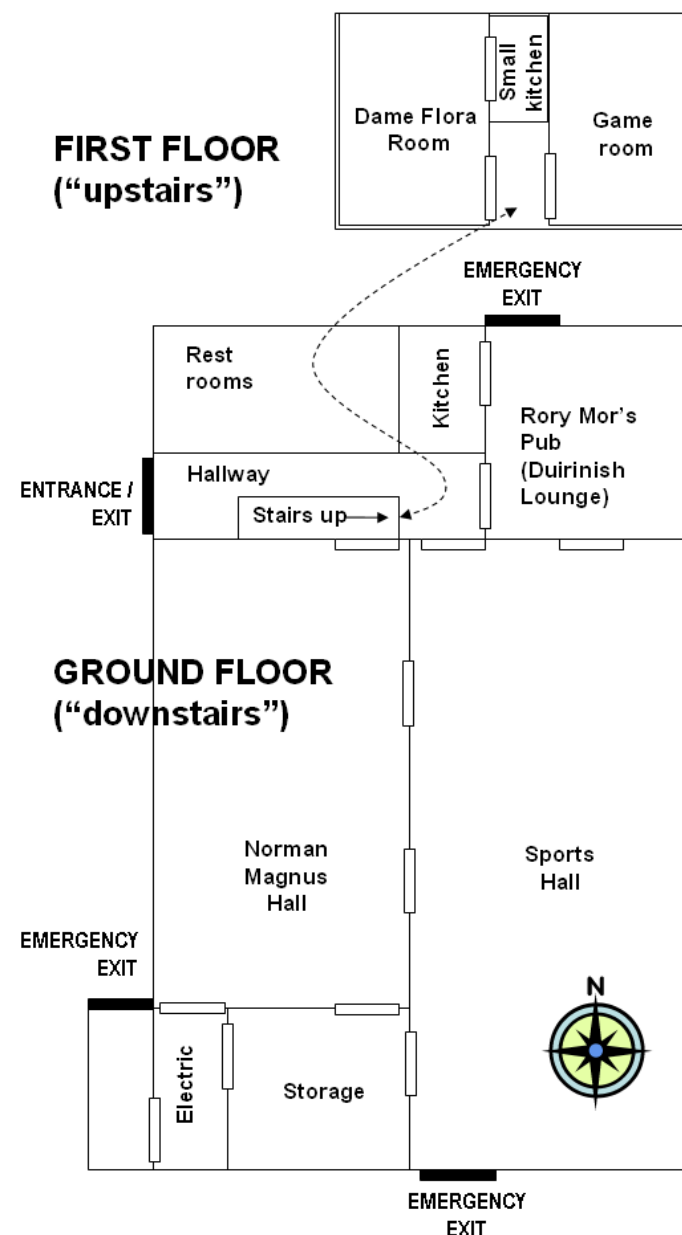 Small
kitchen
Dame Flora
Room
Game
room
FIRST FLOOR
(“upstairs”)
EMERGENCY
EXIT
Rest
rooms
Kitchen
Rory Mor’s
Pub
(Duirinish
Lounge)
Hallway
ENTRANCE /
EXIT
Stairs up
GROUND FLOOR
(“downstairs”)
Norman
Magnus
Hall
Sports
Hall
EMERGENCY
EXIT
N
Electric
Storage
EMERGENCY
EXIT